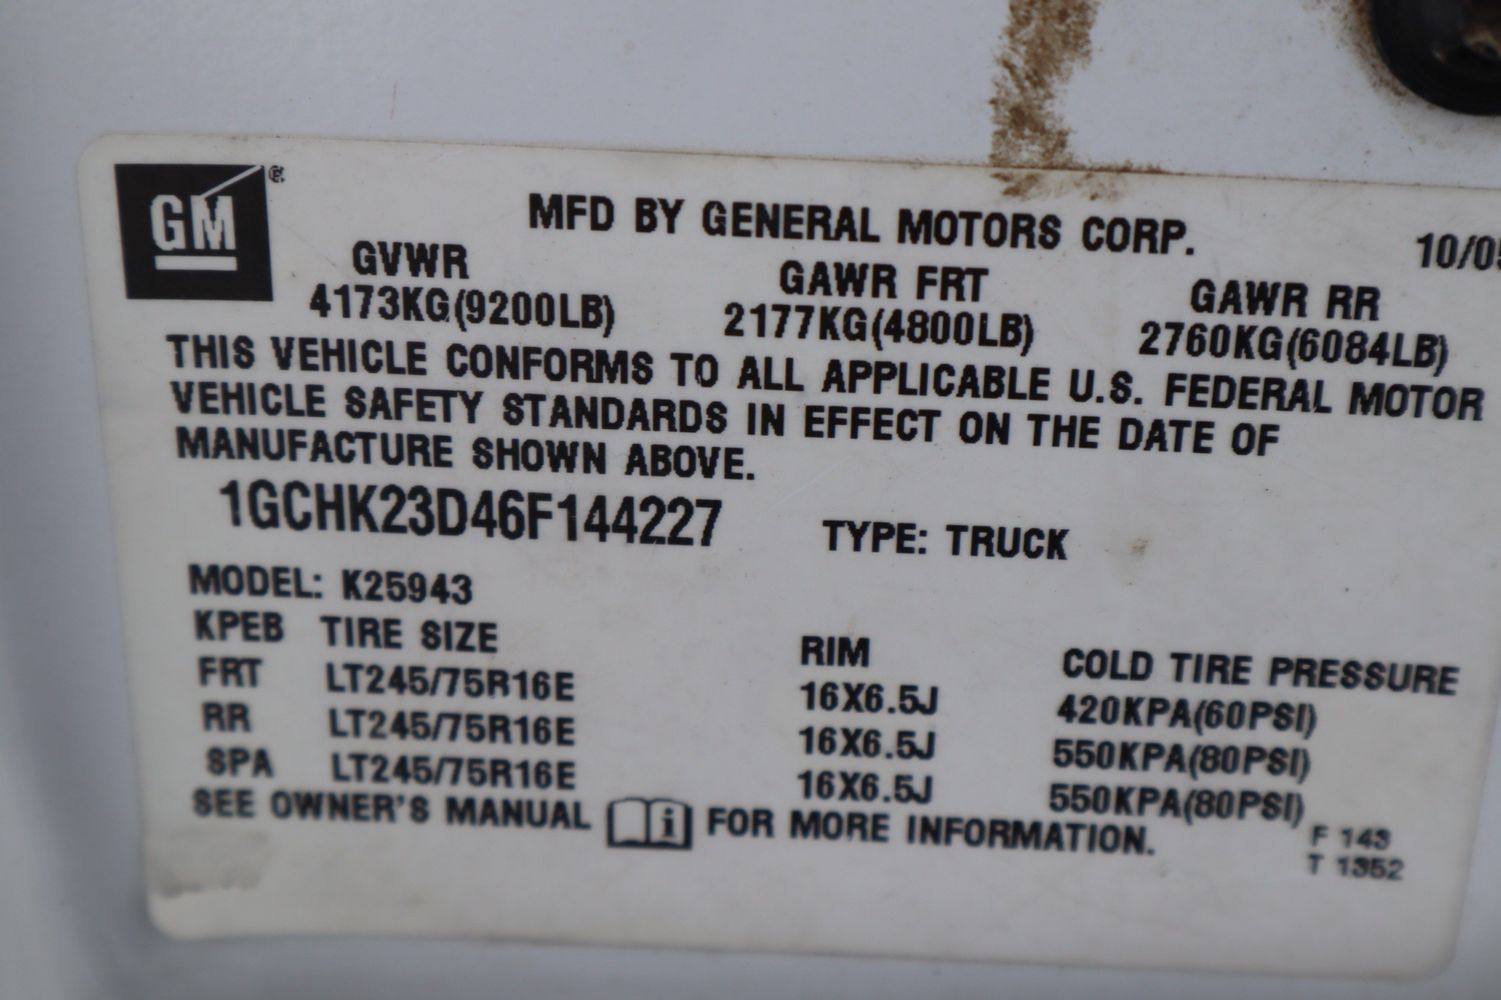 GM
MFD BY GENERAL MOTORS CORP. 10/05
GVWR GAWR FRT GAWR RR
4173KG(9200LB) 2177KG(4800LB) 2760KG(6084LB)
THIS VEHICLE CONFORMS TO ALL APPLICABLE U.S. FEDERAL MOTOR
VEHICLE SAFETY STANDARDS IN EFFECT ON THE DATE OF
MANUFACTURE SHOWN ABOVE.
1GCHK23D46F144227 TYPE: TRUCK
MODEL: K25943
KPEB TIRE SIZE RIM COLD TIRE PRESSURE
FRT LT245/75R16E 16X6.5J 420KPA(60PSI)
RR LT245/75R16E 16X6.5J 550KPA(80PSI)
SPA LT245/75R16E 16X6.5J 550KPA(80PSI)
SEE OWNER'S MANUAL i FOR MORE INFORMATION.
F 143
T 1352